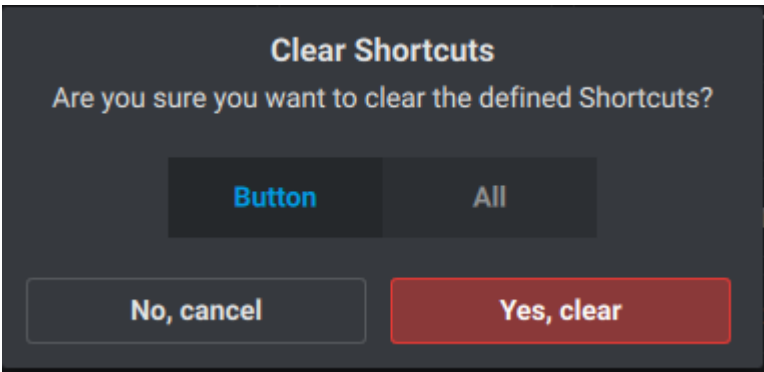 Clear Shortcuts
Are you sure you want to clear the defined Shortcuts?
Button All
No, cancel Yes, clear